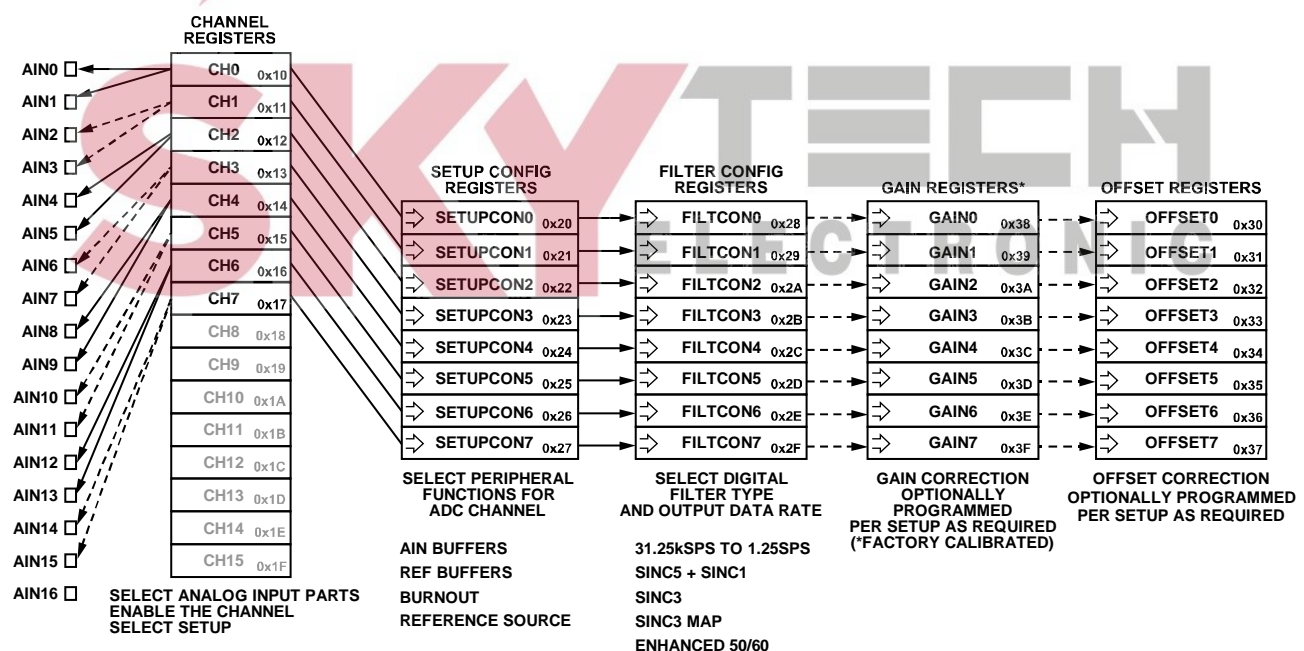 CHANNEL
REGISTERS
AIN0
AIN1
AIN2
AIN3
AIN4
AIN5
AIN6
AIN7
AIN8
AIN9
AIN10
AIN11
AIN12
AIN13
AIN14
AIN15
AIN16
CH0 0x10
CH1 0x11
CH2 0x12
CH3 0x13
CH4 0x14
CH5 0x15
CH6 0x16
CH7 0x17
CH8 0x18
CH9 0x19
CH10 0x1A
CH11 0x1B
CH12 0x1C
CH13 0x1D
CH14 0x1E
CH15 0x1F
SELECT ANALOG INPUT PARTS
ENABLE THE CHANNEL
SELECT SETUP
SETUP CONFIG
REGISTERS
SETUPCON0 0x20
SETUPCON1 0x21
SETUPCON2 0x22
SETUPCON3 0x23
SETUPCON4 0x24
SETUPCON5 0x25
SETUPCON6 0x26
SETUPCON7 0x27
SELECT PERIPHERAL
FUNCTIONS FOR
ADC CHANNEL
AIN BUFFERS
REF BUFFERS
BURNOUT
REFERENCE SOURCE
FILTER CONFIG
REGISTERS
FILTCON0 0x28
FILTCON1 0x29
FILTCON2 0x2A
FILTCON3 0x2B
FILTCON4 0x2C
FILTCON5 0x2D
FILTCON6 0x2E
FILTCON7 0x2F
SELECT DIGITAL
FILTER TYPE
AND OUTPUT DATA RATE
31.25kSPS TO 1.25SPS
SINC5 + SINC1
SINC3
SINC3 MAP
ENHANCED 50/60
GAIN REGISTERS*
GAIN0 0x38
GAIN1 0x39
GAIN2 0x3A
GAIN3 0x3B
GAIN4 0x3C
GAIN5 0x3D
GAIN6 0x3E
GAIN7 0x3F
GAIN CORRECTION
OPTIONALLY
PROGRAMMED
PER SETUP AS REQUIRED
(*FACTORY CALIBRATED)
OFFSET REGISTERS
OFFSET0 0x30
OFFSET1 0x31
OFFSET2 0x32
OFFSET3 0x33
OFFSET4 0x34
OFFSET5 0x35
OFFSET6 0x36
OFFSET7 0x37
OFFSET CORRECTION
OPTIONALLY PROGRAMMED
PER SETUP AS REQUIRED
SKYTECH
ELECTRONIC